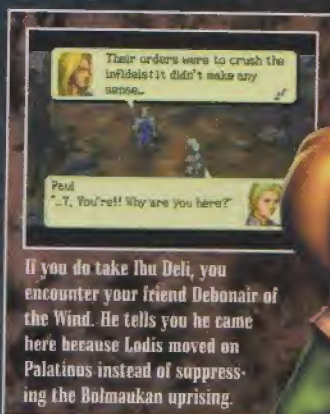 Their orders were to crush the
infidels! It didn't make any
sense…
Paul
"…?, You're!! Why are you here?"
If you do take Ibu Deli, you
encounter your friend Debonair of
the Wind. He tells you he came
here because Lodis moved on
Palatinus instead of suppress-
ing the Bolmaukan uprising.